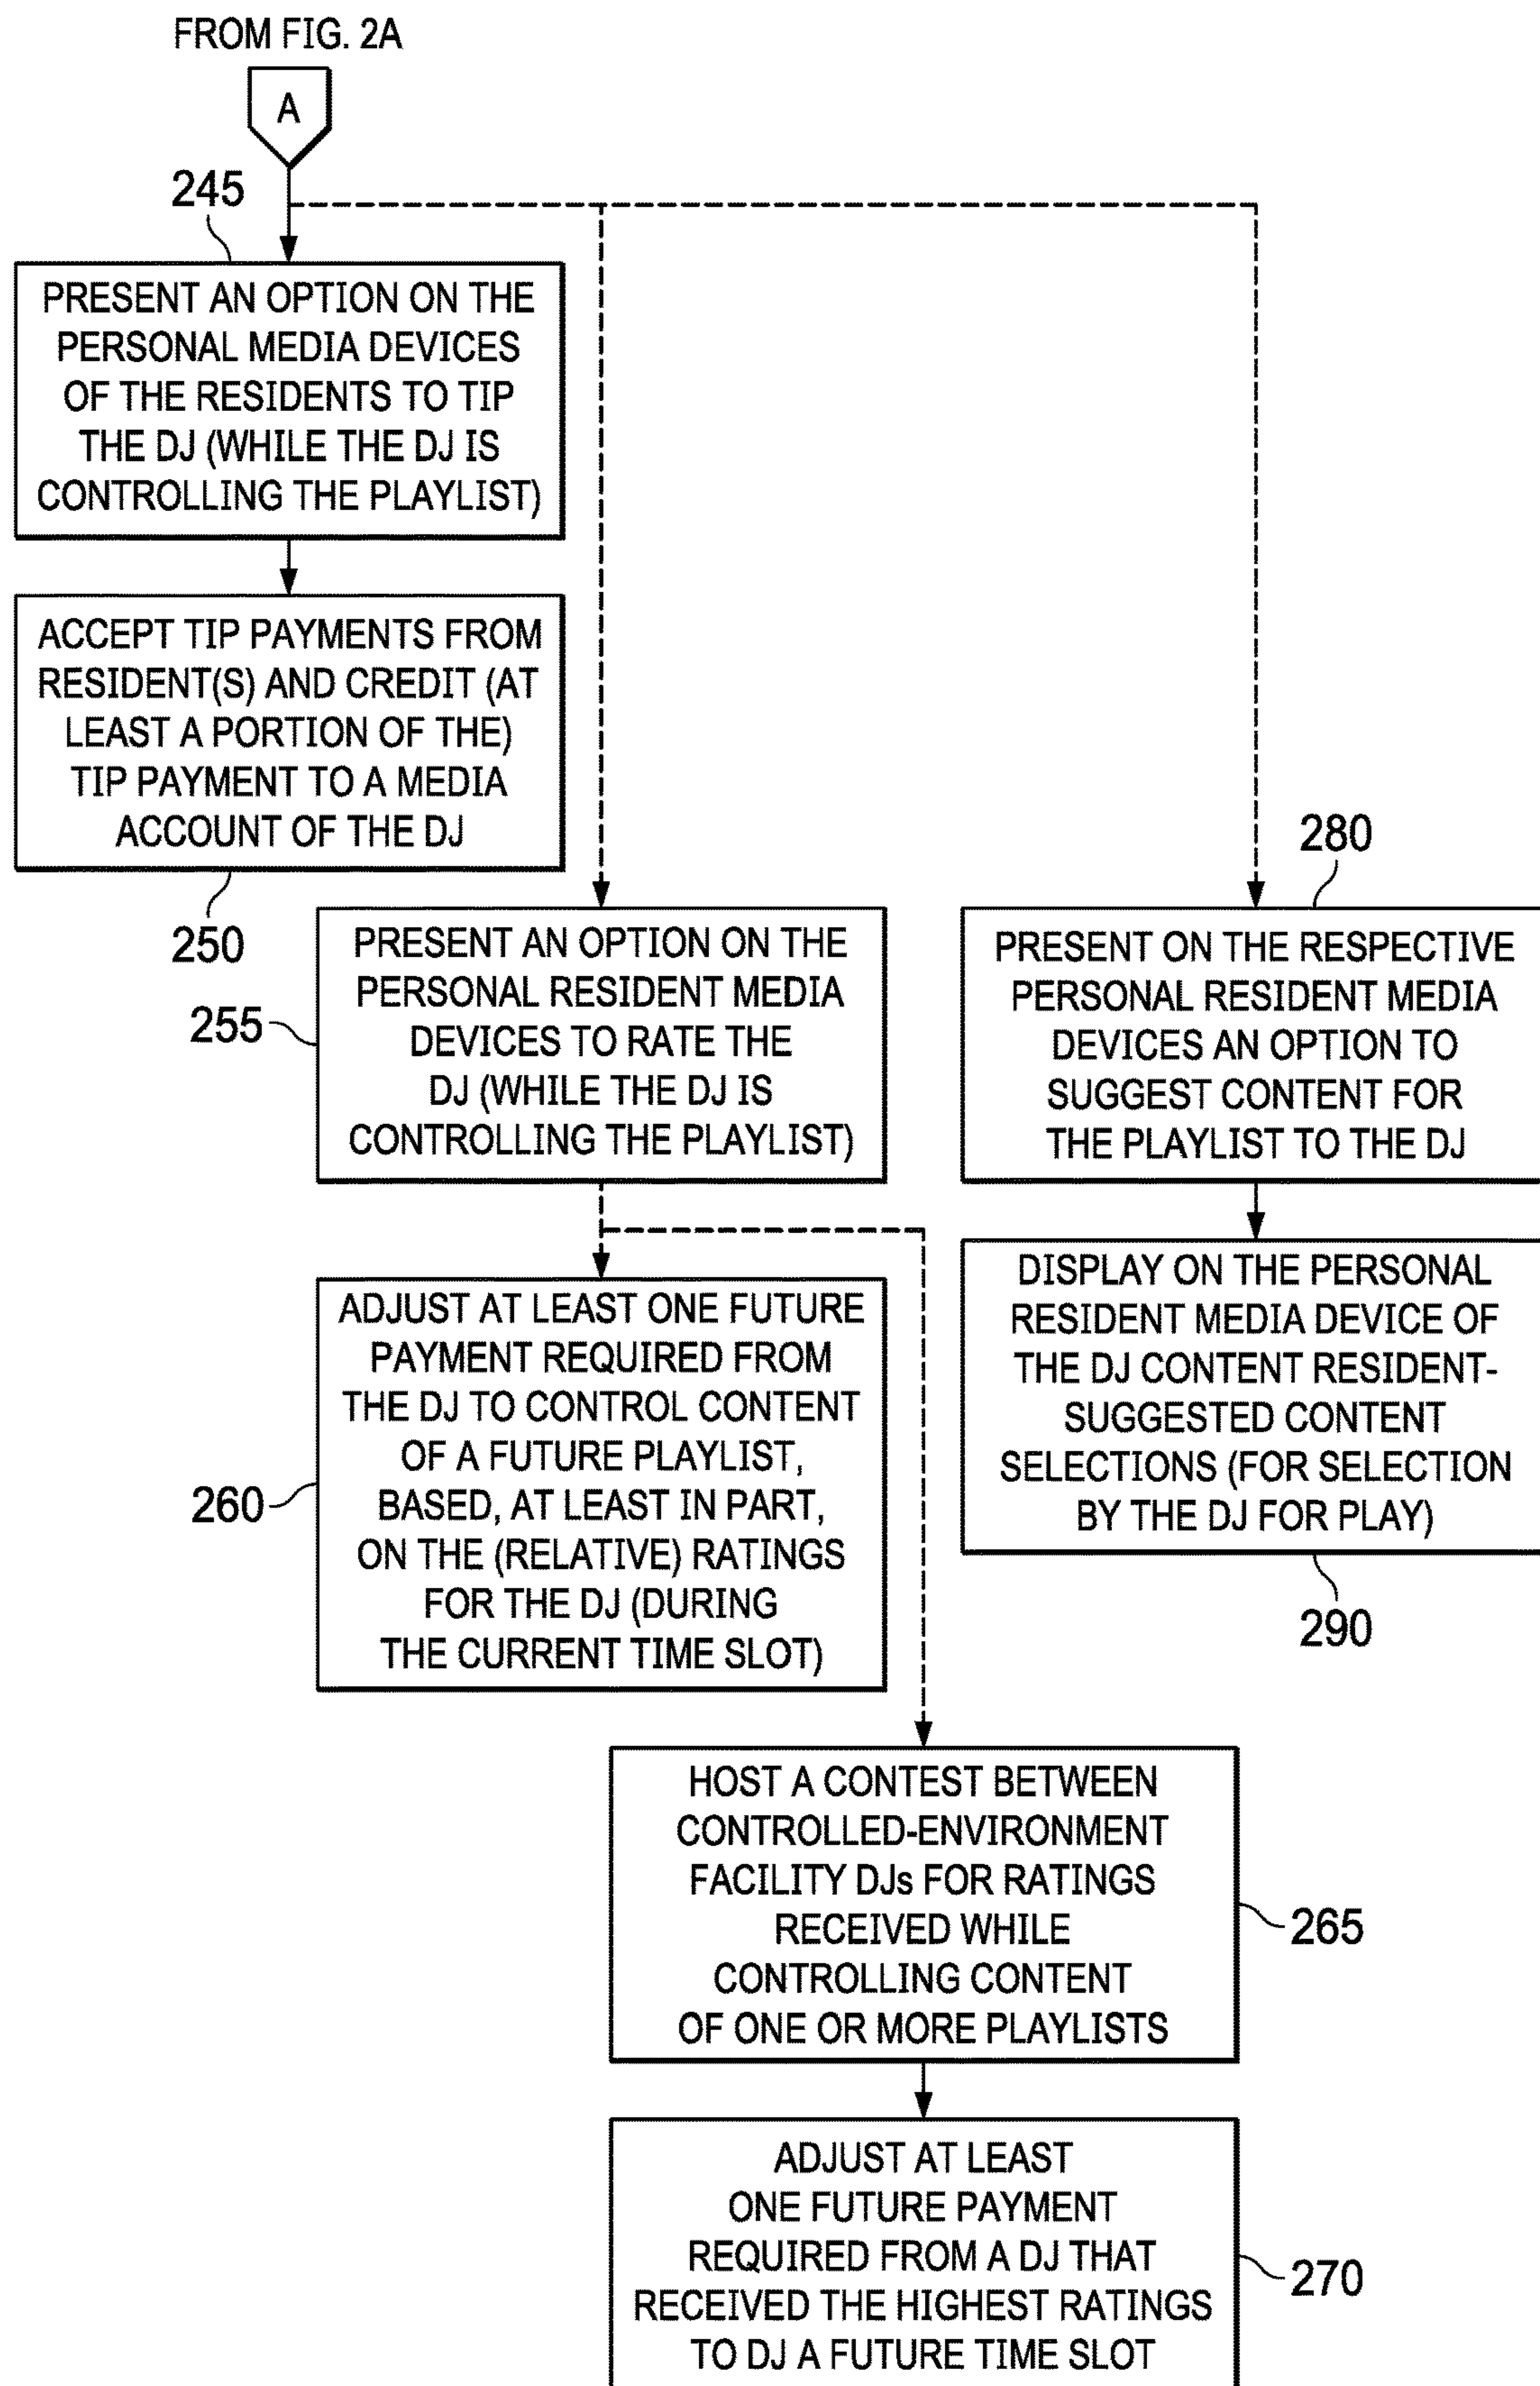 FROM FIG. 2A
A
245
PRESENT AN OPTION ON THE
PERSONAL MEDIA DEVICES
OF THE RESIDENTS TO TIP
THE DJ (WHILE THE DJ IS
CONTROLLING THE PLAYLIST)
ACCEPT TIP PAYMENTS FROM
RESIDENT(S) AND CREDIT (AT
LEAST A PORTION OF THE)
TIP PAYMENT TO A MEDIA
ACCOUNT OF THE DJ
250
255
PRESENT AN OPTION ON THE
PERSONAL RESIDENT MEDIA
DEVICES TO RATE THE
DJ (WHILE THE DJ IS
CONTROLLING THE PLAYLIST)
280
PRESENT ON THE RESPECTIVE
PERSONAL RESIDENT MEDIA
DEVICES AN OPTION TO
SUGGEST CONTENT FOR
THE PLAYLIST TO THE DJ
260
ADJUST AT LEAST ONE FUTURE
PAYMENT REQUIRED FROM
THE DJ TO CONTROL CONTENT
OF A FUTURE PLAYLIST,
BASED, AT LEAST IN PART,
ON THE (RELATIVE) RATINGS
FOR THE DJ (DURING
THE CURRENT TIME SLOT)
DISPLAY ON THE PERSONAL
RESIDENT MEDIA DEVICE OF
THE DJ CONTENT RESIDENT-
SUGGESTED CONTENT
SELECTIONS (FOR SELECTION
BY THE DJ FOR PLAY)
290
HOST A CONTEST BETWEEN
CONTROLLED-ENVIRONMENT
FACILITY DJs FOR RATINGS
RECEIVED WHILE
CONTROLLING CONTENT
OF ONE OR MORE PLAYLISTS
265
ADJUST AT LEAST
ONE FUTURE PAYMENT
REQUIRED FROM A DJ THAT
RECEIVED THE HIGHEST RATINGS
TO DJ A FUTURE TIME SLOT
270